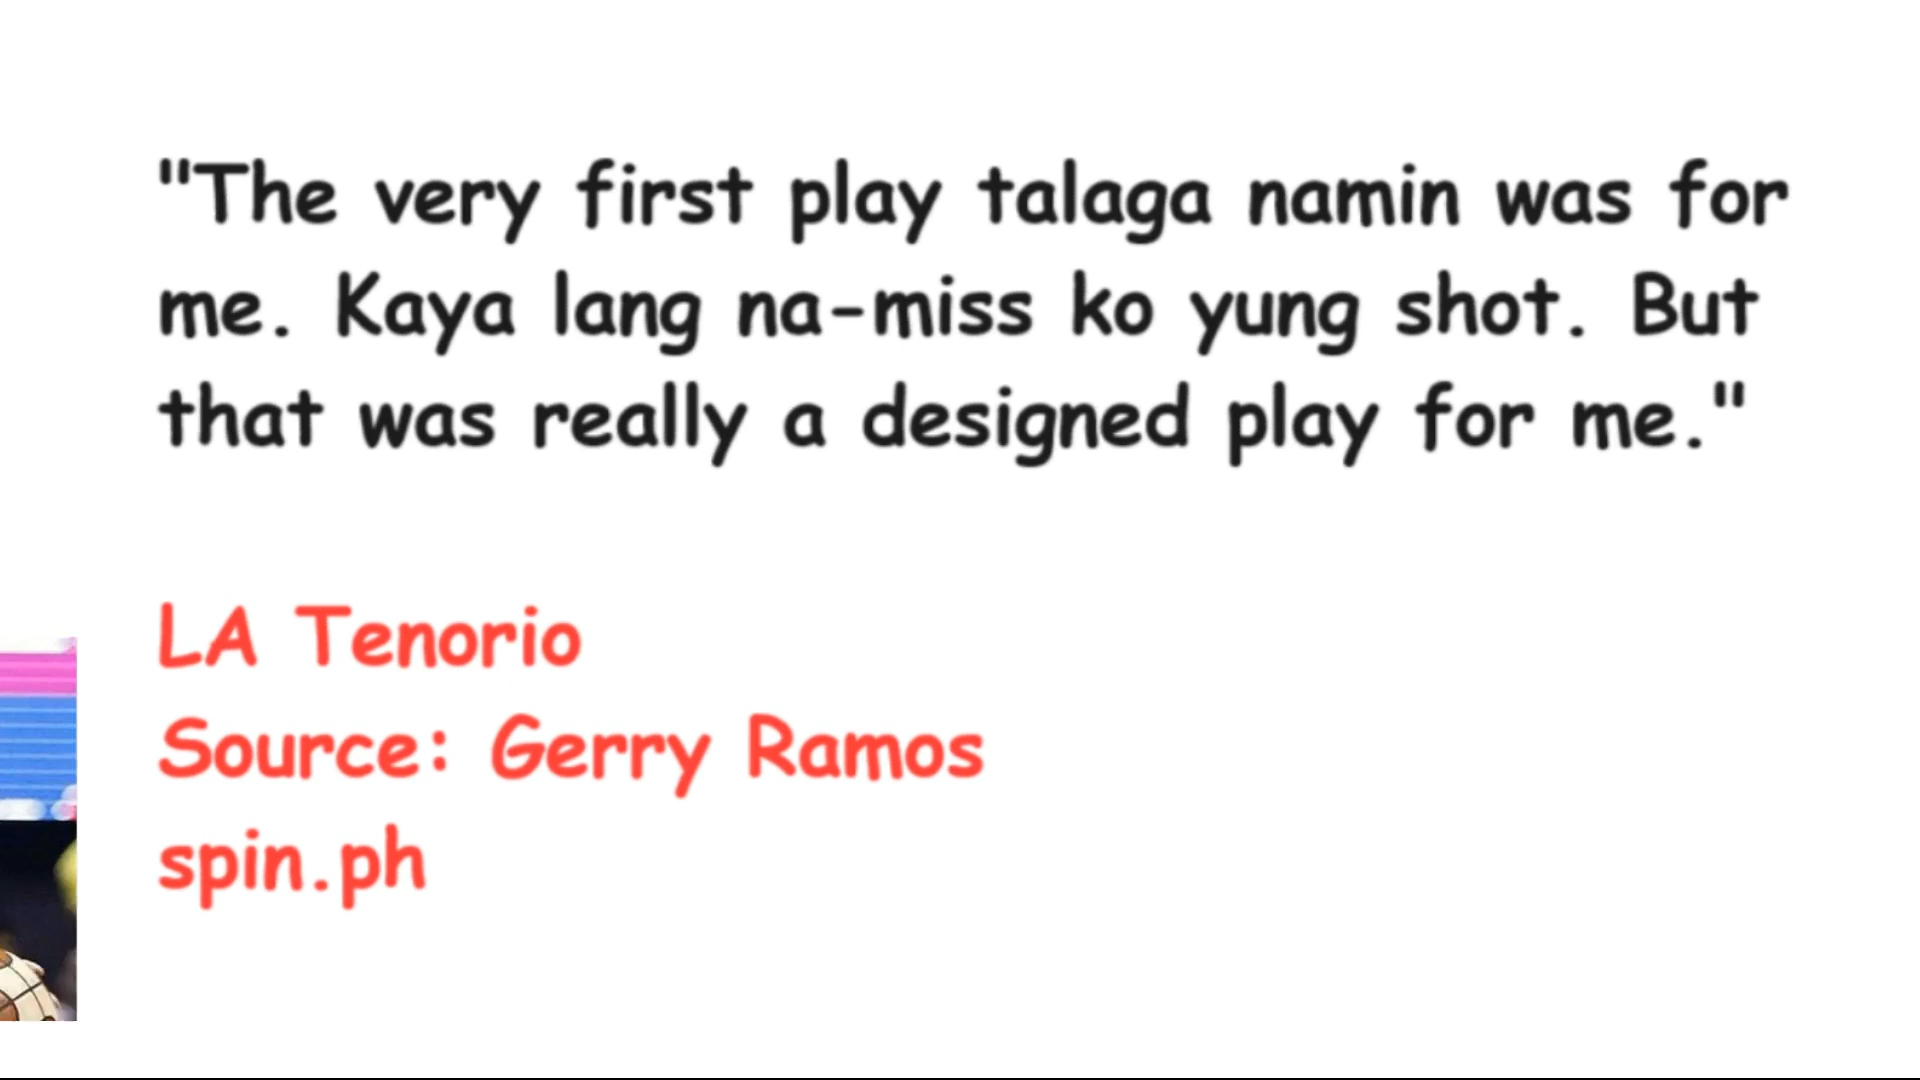 "The very first play talaga namin was for
me. Kaya lang na-miss ko yung shot. But
that was really a designed play for me."
LA Tenorio
Source: Gerry Ramos
spin.ph